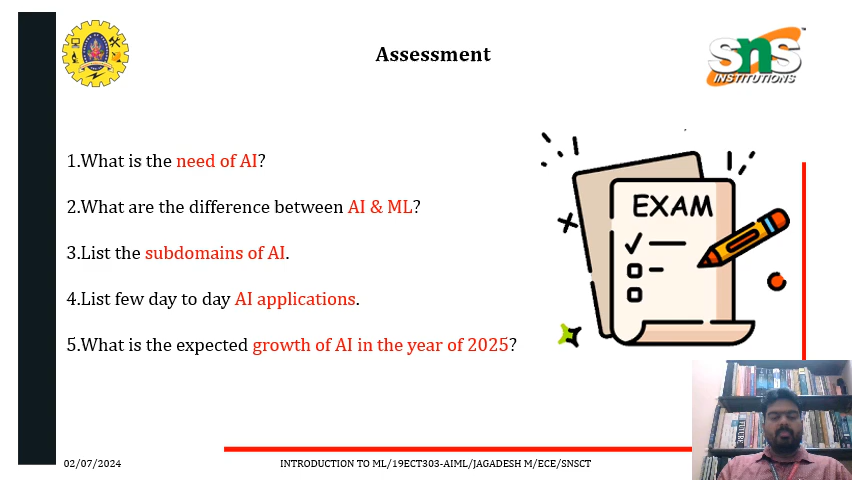 Assessment
SNS
INSTITUTIONS
1.What is the need of AI?
2.What are the difference between AI & ML?
3.List the subdomains of AI.
4.List few day to day AI applications.
5.What is the expected growth of AI in the year of 2025?
EXAM
02/07/2024
INTRODUCTION TO ML/19ECT303-AIML/JAGADESH M/ECE/SNSCT